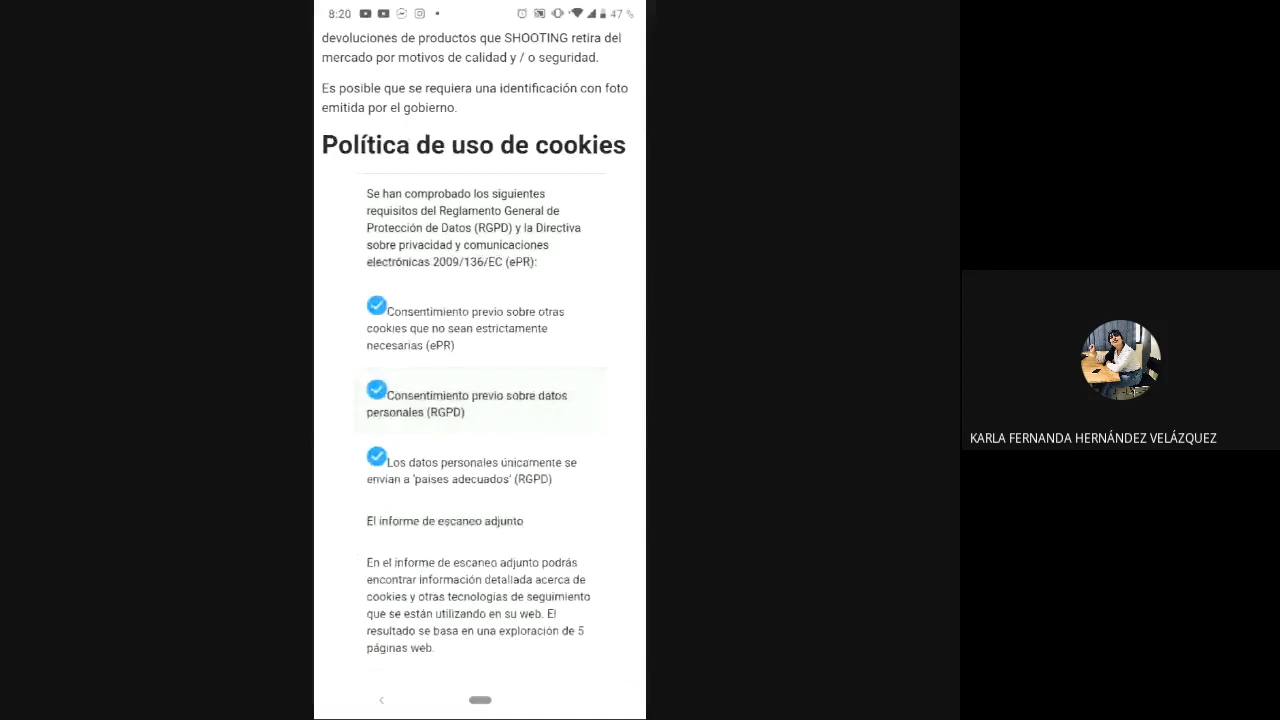 8:20
47 %
devoluciones de productos que SHOOTING retira del
mercado por motivos de calidad y / o seguridad.
Es posible que se requiera una identificación con foto
emitida por el gobierno.
Política de uso de cookies
Se han comprobado los siguientes
requisitos del Reglamento General de
Protección de Datos (RGPD) y la Directiva
sobre privacidad y comunicaciones
electrónicas 2009/136/EC (ePR):
Consentimiento previo sobre otras
cookies que no sean estrictamente
necesarias (ePR)
Consentimiento previo sobre datos
personales (RGPD)
Los datos personales únicamente se
envían a 'países adecuados' (RGPD)
El informe de escaneo adjunto
En el informe de escaneo adjunto podrás
encontrar información detallada acerca de
cookies y otras tecnologías de seguimiento
que se están utilizando en su web. El
resultado se basa en una exploración de 5
páginas web.
KARLA FERNANDA HERNÁNDEZ VELÁZQUEZ